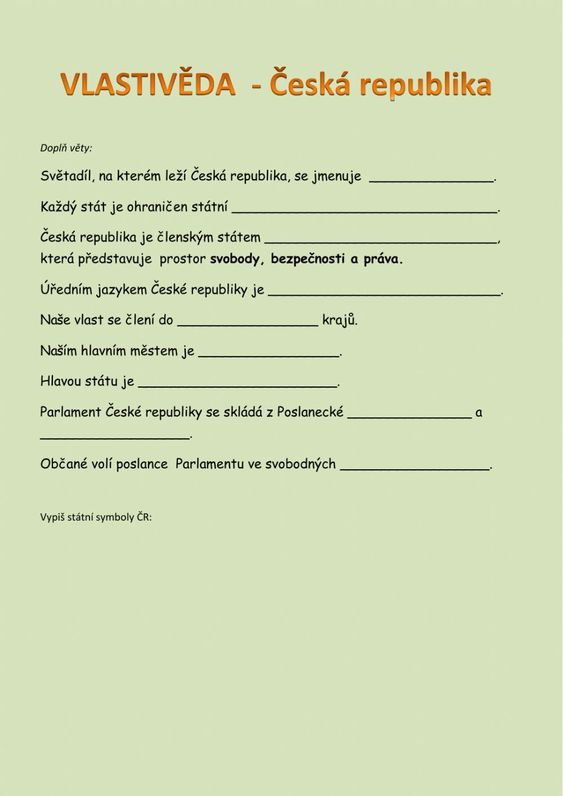 VLASTIVĚDA - Česká republika
Doplň věty:
Světadíl, na kterém leží Česká republika, se jmenuje _______________.
Každý stát je ohraničen státní ________________________________.
Česká republika je členským státem ____________________________,
která představuje prostor svobody, bezpečnosti a práva.
Úředním jazykem České republiky je ____________________________.
Naše vlast se člení do _________________ krajů.
Naším hlavním městem je _________________.
Hlavou státu je ________________________.
Parlament České republiky se skládá z Poslanecké _______________ a
__________________.
Občané volí poslance Parlamentu ve svobodných __________________.
Vypiš státní symboly ČR: